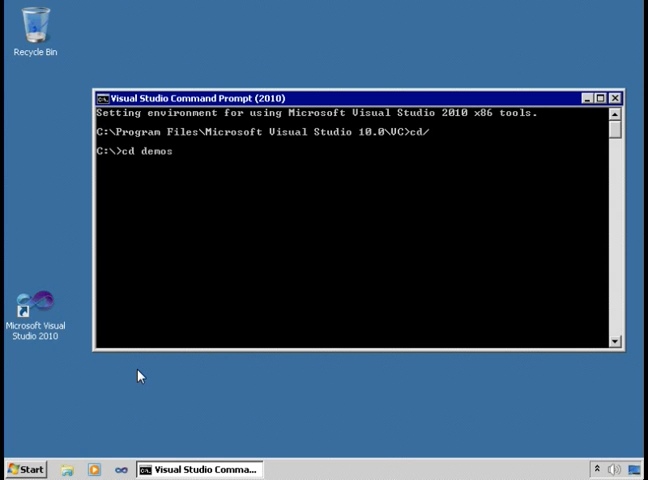 Recycle Bin
Visual Studio Command Prompt (2010)
Setting environment for using Microsoft Visual Studio 2010 x86 tools.
C:\Program Files\Microsoft Visual Studio 10.0\VC>cd/
C:\>cd demos
Microsoft Visual
Studio 2010
Start
Visual Studio Comma...